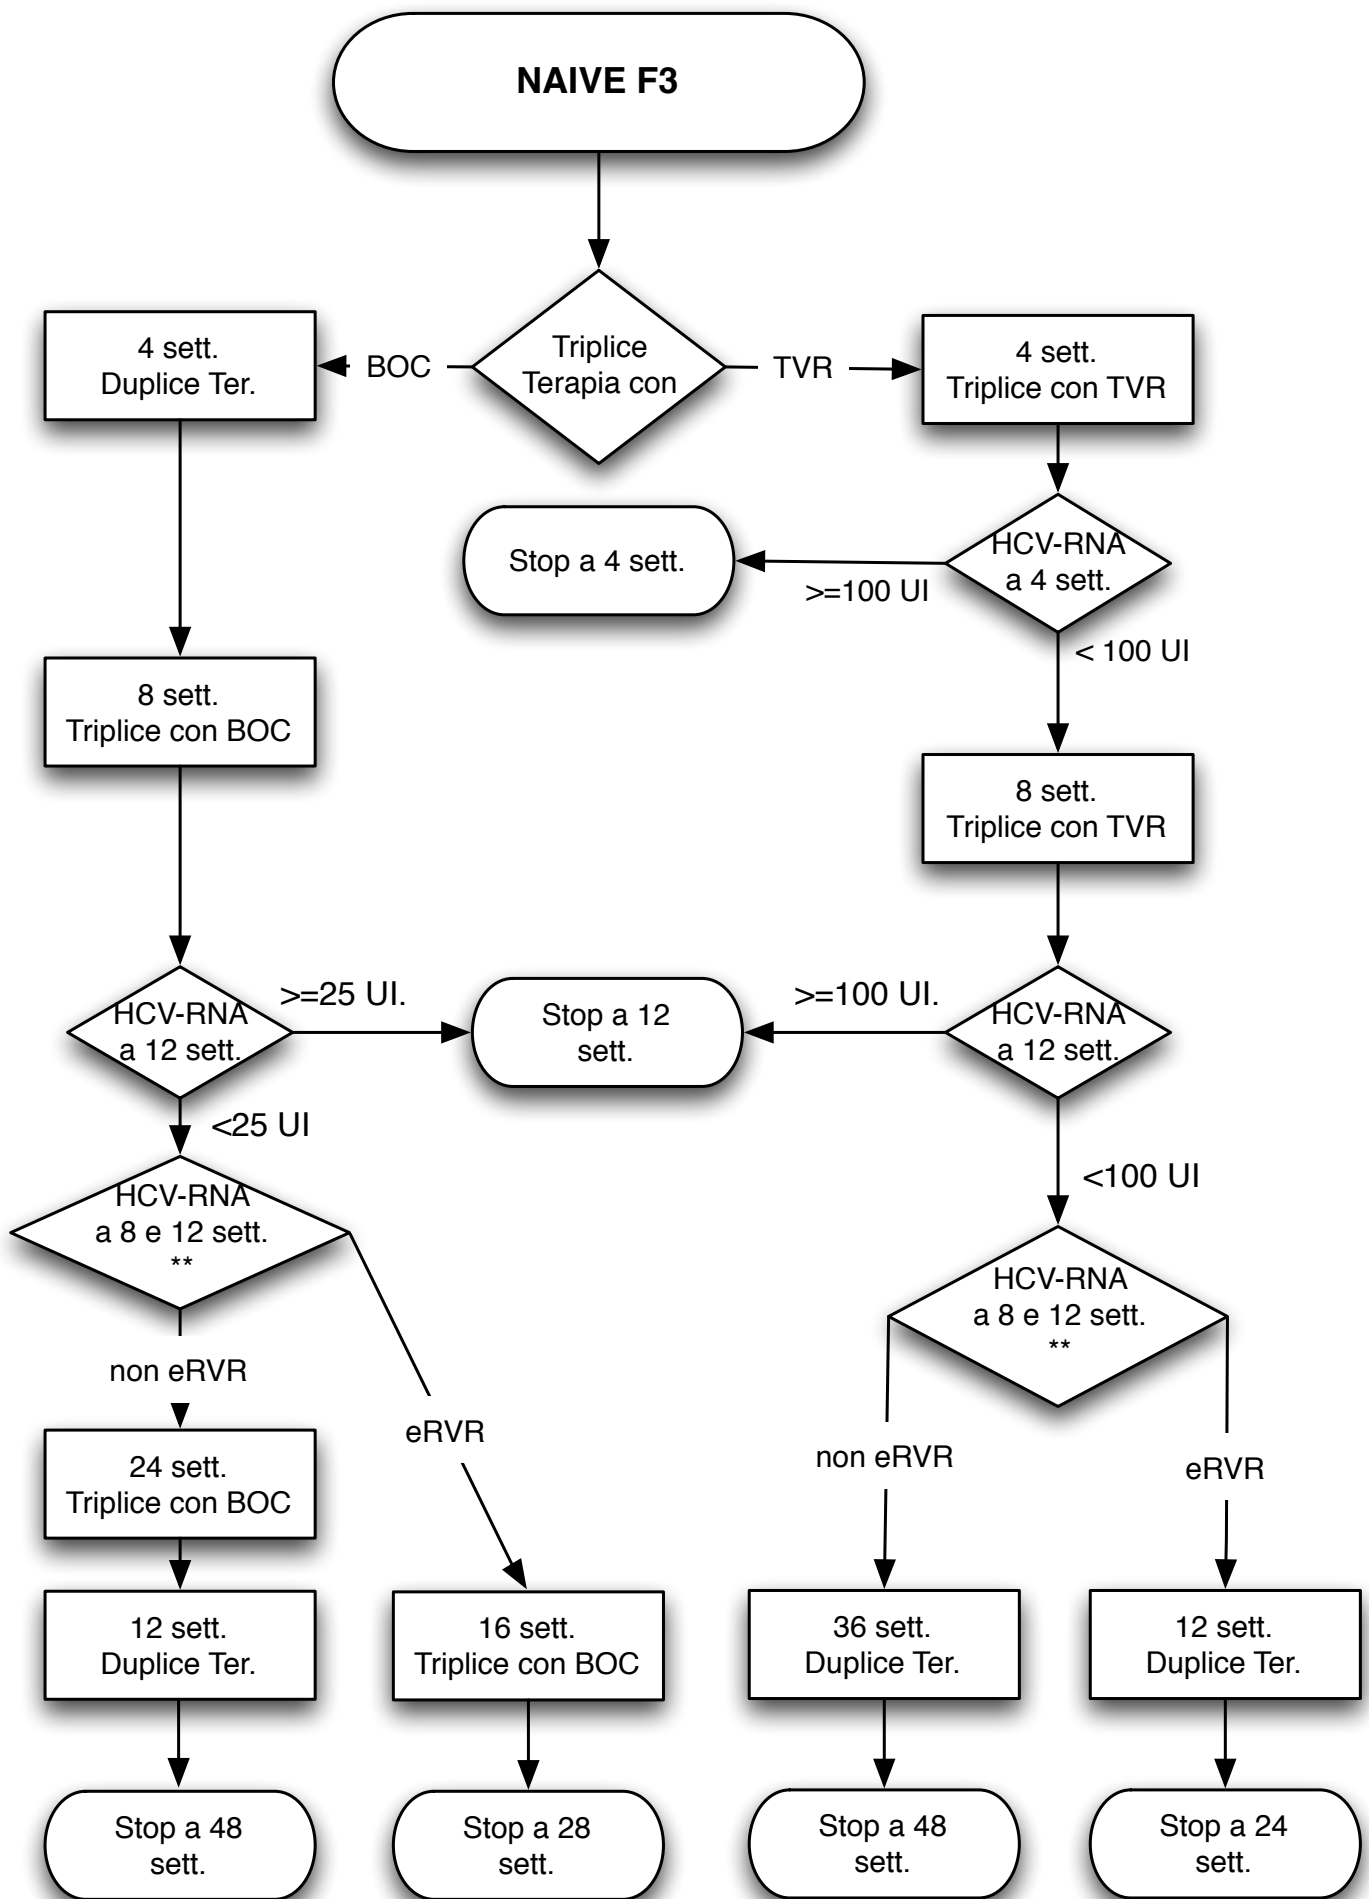 NAIVE F3
4 sett.
Duplice Ter.
BOC
Triplice
Terapia con
TVR
4 sett.
Triplice con TVR
Stop a 4 sett.
>=100 UI
HCV-RNA
a 4 sett.
< 100 UI
8 sett.
Triplice con BOC
8 sett.
Triplice con TVR
HCV-RNA
a 12 sett.
>=25 UI.
Stop a 12
sett.
>=100 UI.
HCV-RNA
a 12 sett.
<25 UI
<100 UI
HCV-RNA
a 8 e 12 sett.
**
HCV-RNA
a 8 e 12 sett.
**
non eRVR
eRVR
non eRVR
eRVR
24 sett.
Triplice con BOC
12 sett.
Duplice Ter.
16 sett.
Triplice con BOC
36 sett.
Duplice Ter.
12 sett.
Duplice Ter.
Stop a 48
sett.
Stop a 28
sett.
Stop a 48
sett.
Stop a 24
sett.